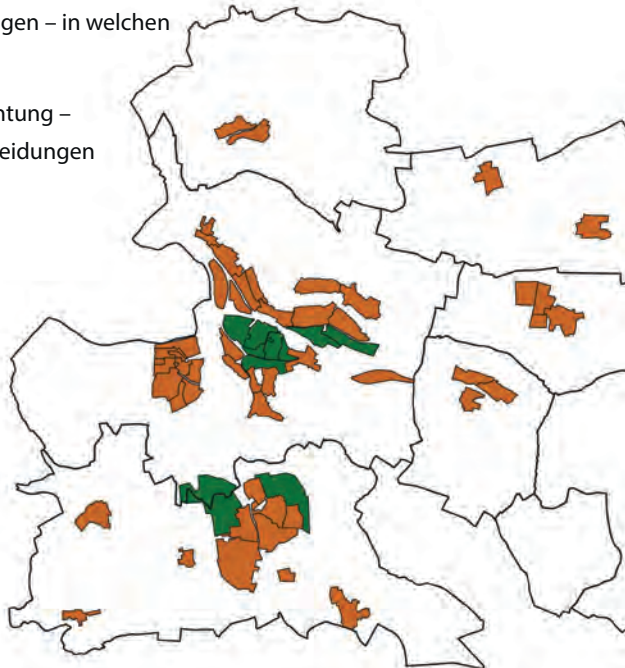 gen – in welchen
ntung –
eidungen